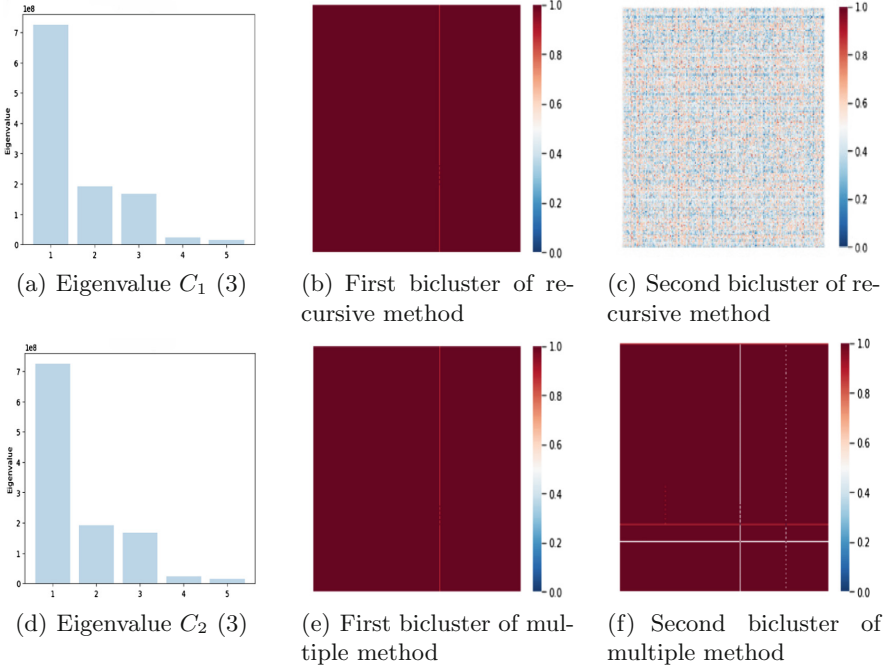 1e8
7
6
5
4
3
2
1
0
Eigenvalue
1 2 3 4 5
(a) Eigenvalue C₁ (3)
1.0
0.8
0.6
0.4
0.2
0.0
(b) First bicluster of re-
cursive method
1.0
0.8
0.6
0.4
0.2
0.0
(c) Second bicluster of re-
cursive method
1e8
7
6
5
4
3
2
1
0
Eigenvalue
1 2 3 4 5
(d) Eigenvalue C₂ (3)
1.0
0.8
0.6
0.4
0.2
0.0
(e) First bicluster of mul-
tiple method
1.0
0.8
0.6
0.4
0.2
0.0
(f) Second bicluster of
multiple method